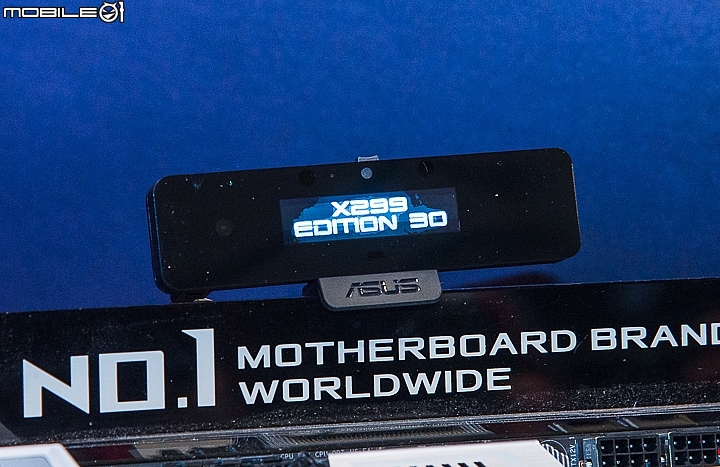 MOBILE01
X299
EDITION 30
ASUS
NO.1
MOTHERBOARD BRAND
WORLDWIDE